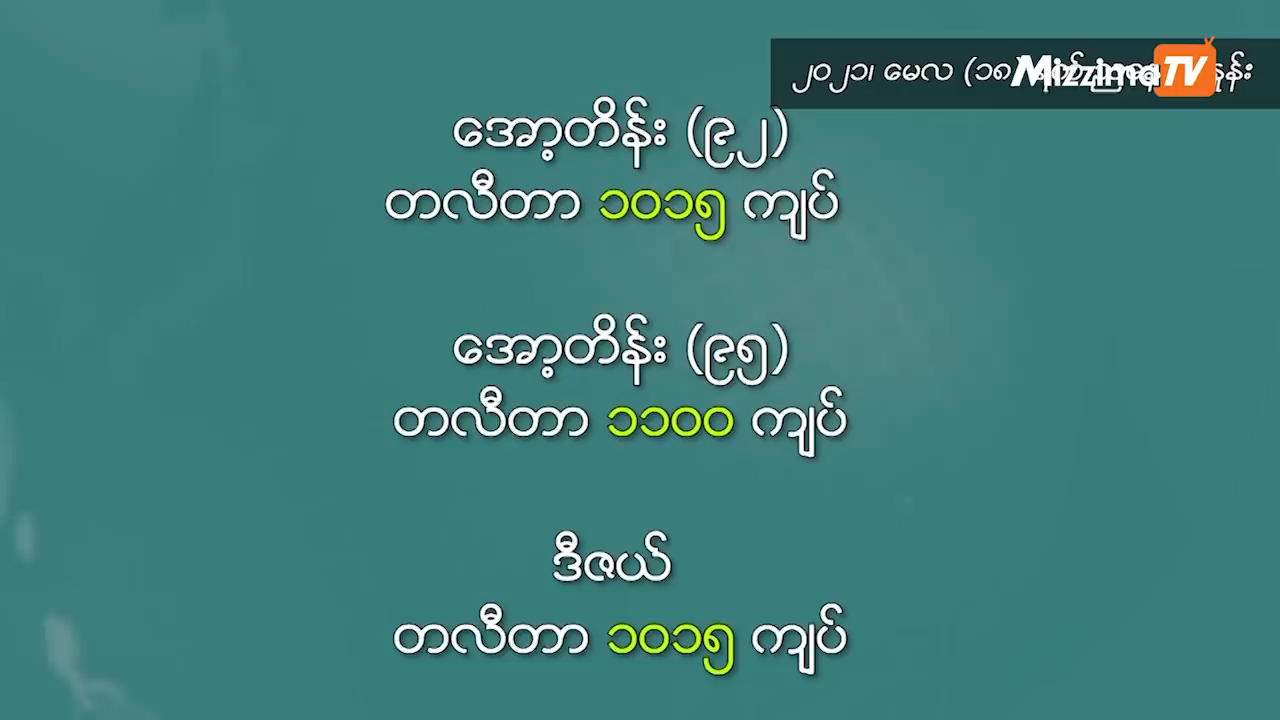 ၂၀၂၁၊ မေလ (၁၈)
Mizzima TV
အော့တိန်း (၉၂)
တလီတာ ၁၀၁၅ ကျပ်
အော့တိန်း (၉၅)
တလီတာ ၁၁၀၀ ကျပ်
ဒီဇယ်
တလီတာ ၁၀၁၅ ကျပ်